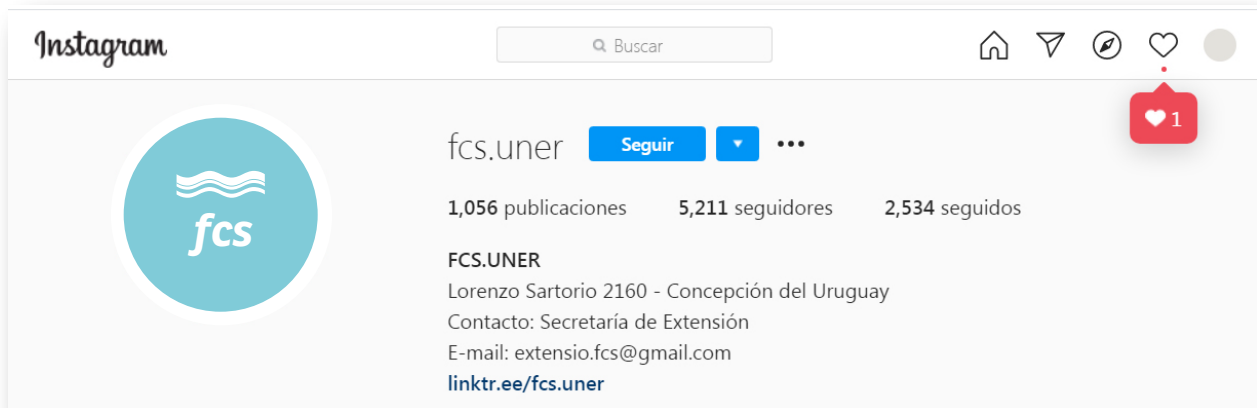 Instagram
Buscar
1
fcs
fcs.uner Seguir
1,056 publicaciones 5,211 seguidores 2,534 seguidos
FCS.UNER
Lorenzo Sartorio 2160 - Concepción del Uruguay
Contacto: Secretaría de Extensión
E-mail: extensio.fcs@gmail.com
linktr.ee/fcs.uner